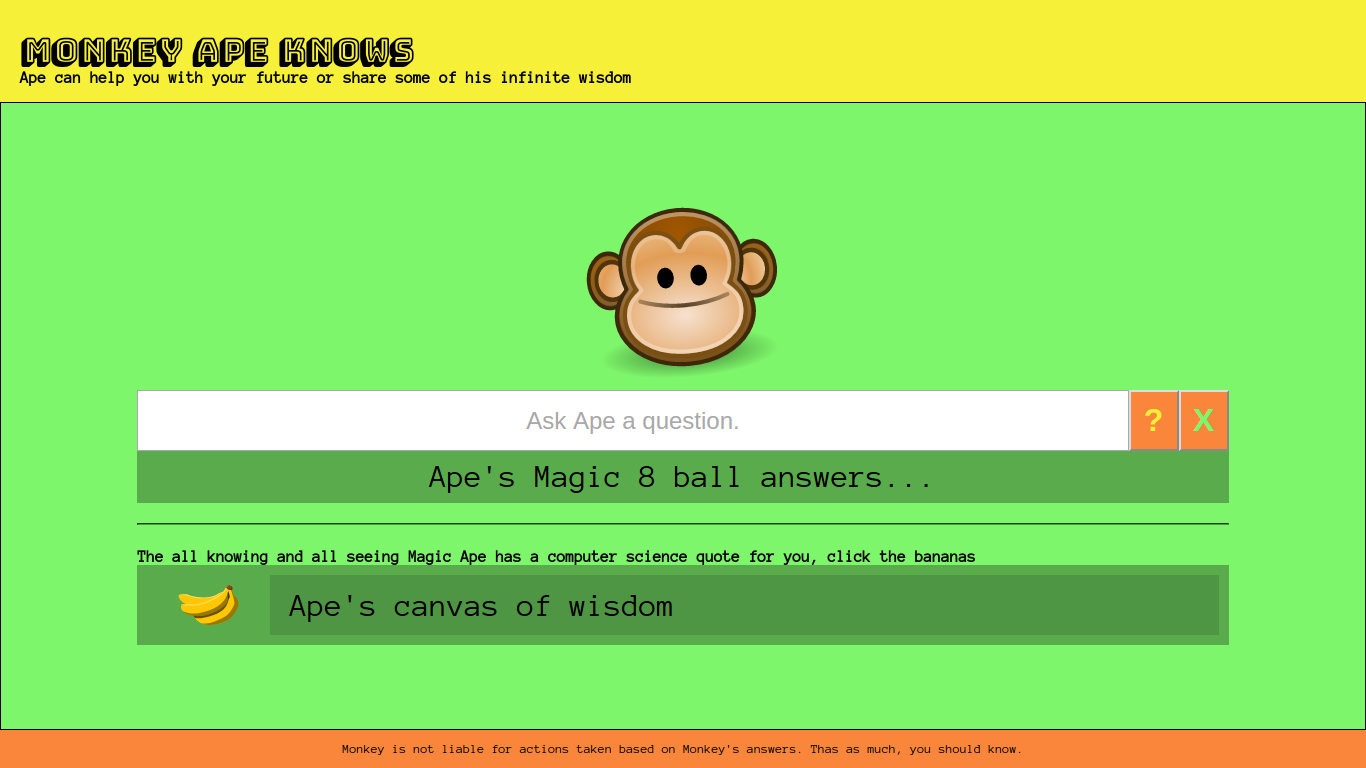 MONKEY APE KNOWS
Ape can help you with your future or share some of his infinite wisdom
Ask Ape a question.
?
X
Ape's Magic 8 ball answers...
The all knowing and all seeing Magic Ape has a computer science quote for you, click the bananas
Ape's canvas of wisdom
Monkey is not liable for actions taken based on Monkey's answers. Thas as much, you should know.